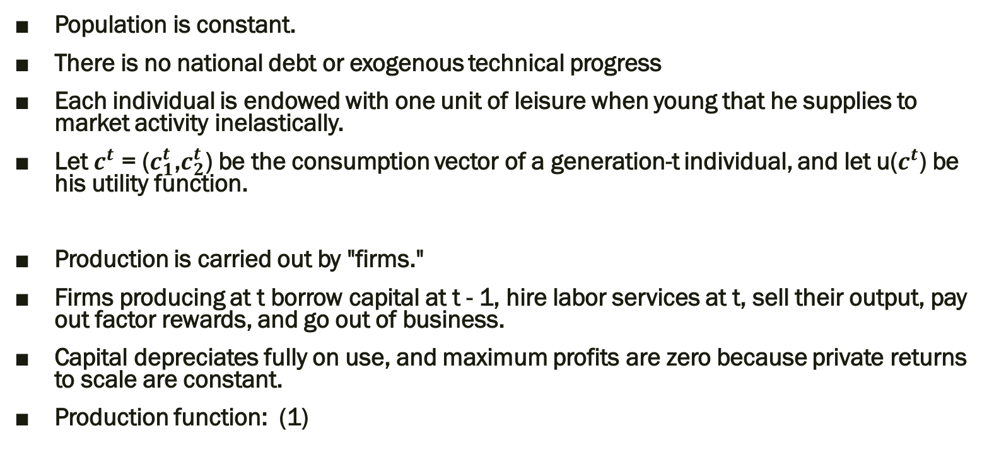 ■ Population is constant.
■ There is no national debt or exogenous technical progress
■ Each individual is endowed with one unit of leisure when young that he supplies to
market activity inelastically.
■ Let c^t = (c_1^t,c_2^t) be the consumption vector of a generation-t individual, and let u(c^t) be
his utility function.
■ Production is carried out by "firms."
■ Firms producing at t borrow capital at t - 1, hire labor services at t, sell their output, pay
out factor rewards, and go out of business.
■ Capital depreciates fully on use, and maximum profits are zero because private returns
to scale are constant.
■ Production function: (1)